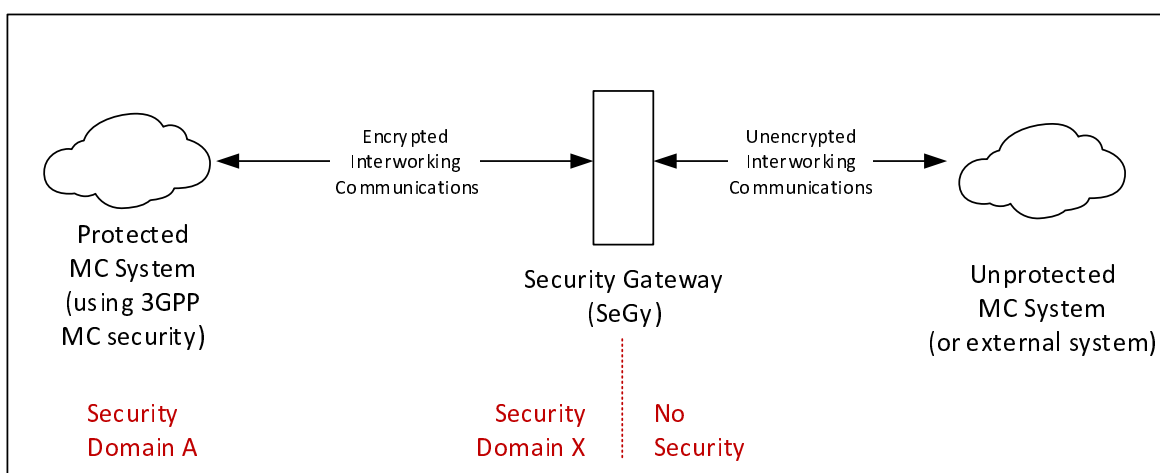 Encrypted
Interworking
Communications
Unencrypted
Interworking
Communications
Protected
MC System
(using 3GPP
MC security)
Security Gateway
(SeGy)
Unprotected
MC System
(or external system)
Security
Domain A
Security
Domain X
No
Security